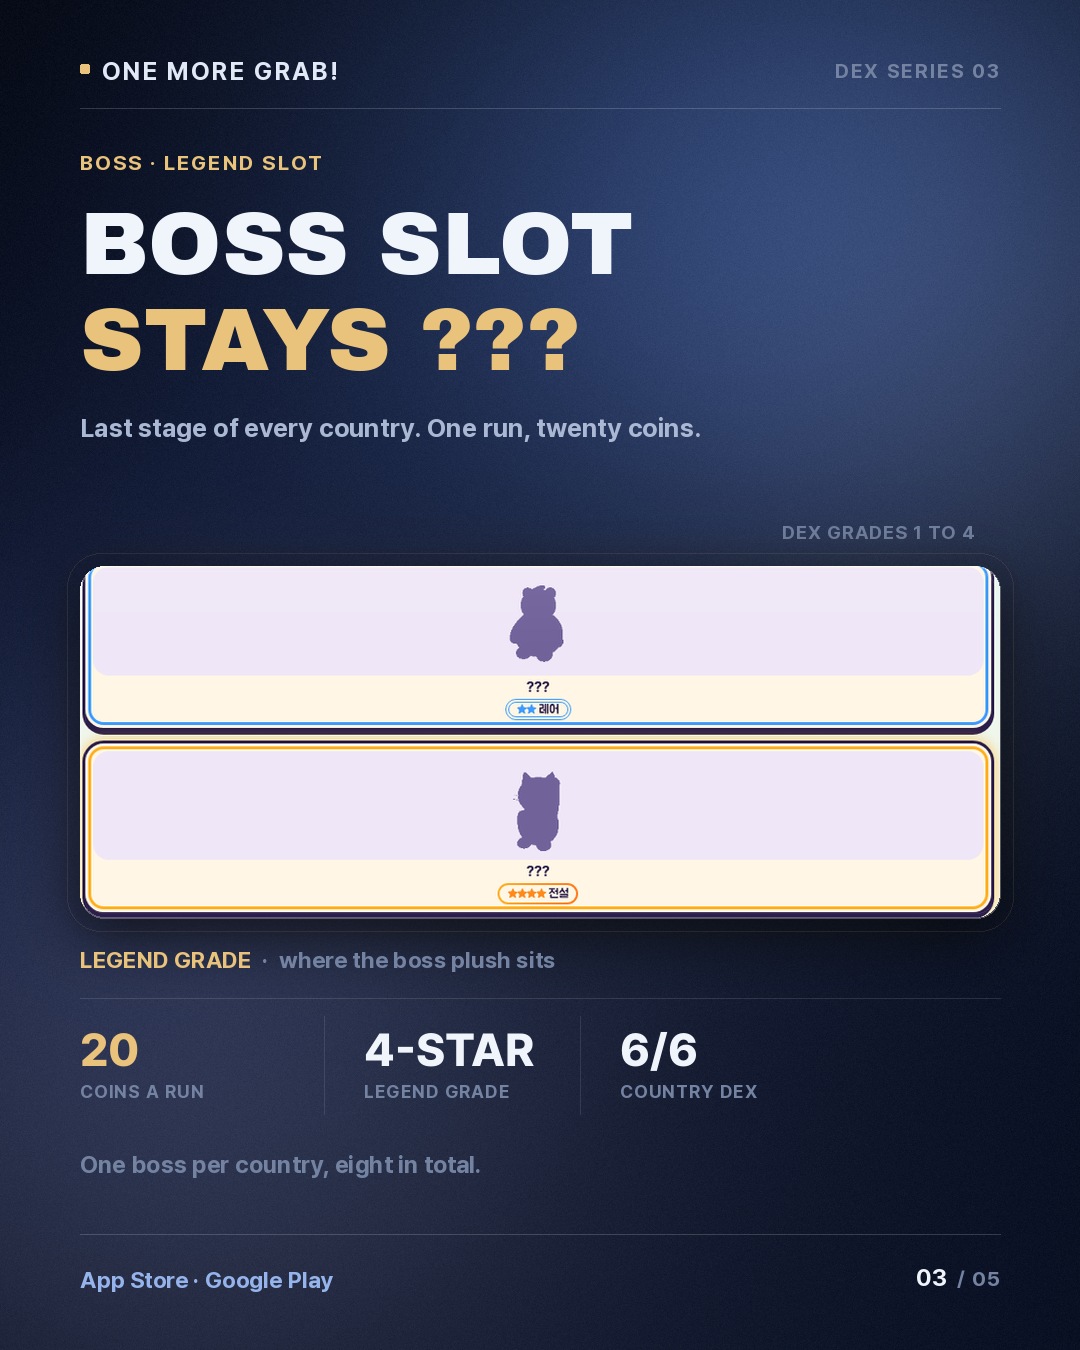 ONE MORE GRAB!
DEX SERIES 03
BOSS · LEGEND SLOT
BOSS SLOT
STAYS ???
Last stage of every country. One run, twenty coins.
DEX GRADES 1 TO 4
???
★★ 레어
???
★★★★ 전설
LEGEND GRADE · where the boss plush sits
20
COINS A RUN
4-STAR
LEGEND GRADE
6/6
COUNTRY DEX
One boss per country, eight in total.
App Store · Google Play
03 / 05